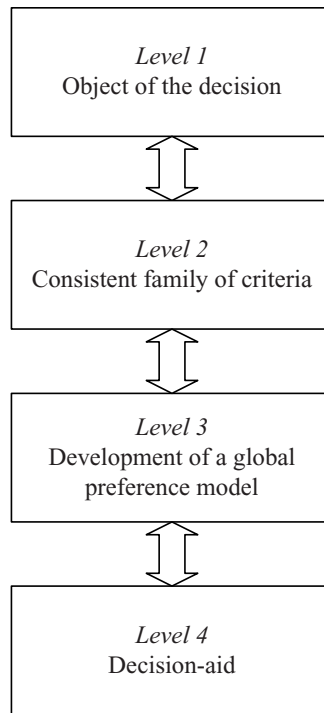 Level 1
Object of the decision
Level 2
Consistent family of criteria
Level 3
Development of a global
preference model
Level 4
Decision-aid